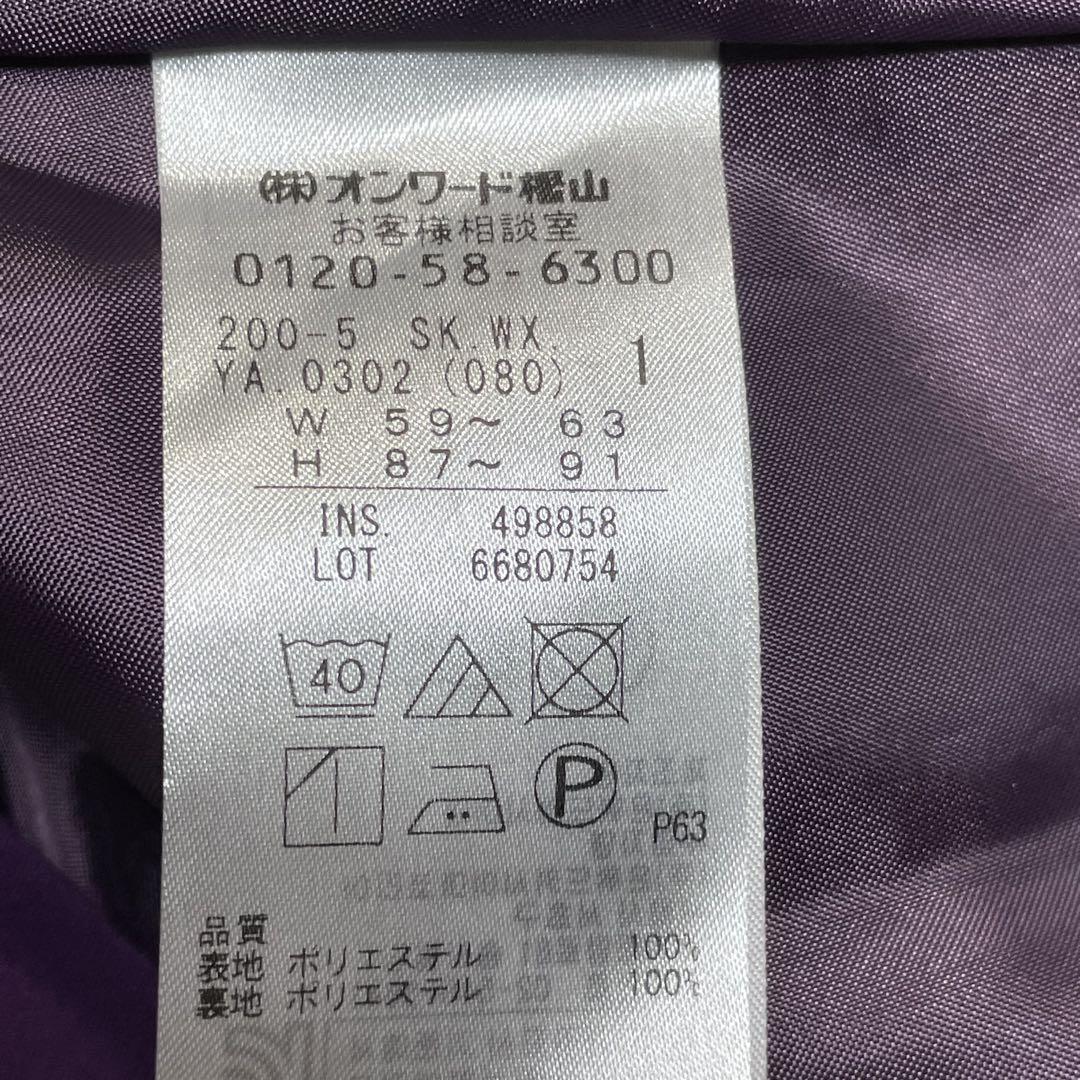 (株)オンワード樫山
お客様相談室
0120-58-6300
200-5 SK.WX.
YA.0302(080) 1
W 59～ 63
H 87～ 91
INS. 498858
LOT 6680754
40
P
P63
品質
表地 ポリエステル 100%
裏地 ポリエステル 100%